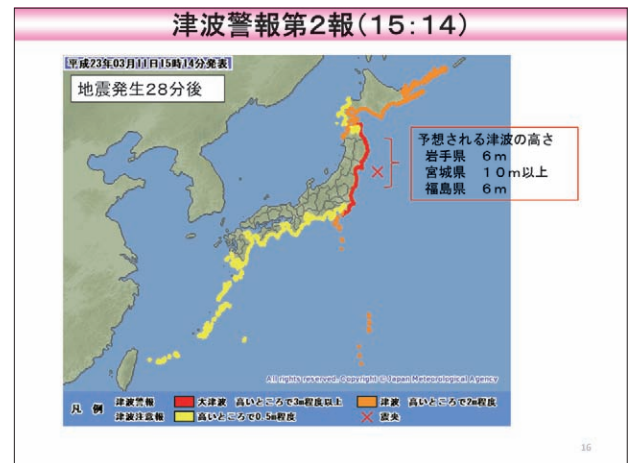 津波警報第2報(15:14)
平成23年03月11日15時14分発表
地震発生28分後
予想される津波の高さ
岩手県 6m
宮城県 10m以上
福島県 6m
All rights reserved. Copyright © Japan Meteorological Agency
凡例 津波警報 大津波 高いところで3m程度以上 津波 高いところで2m程度
津波注意報 高いところで0.5m程度 震央
16